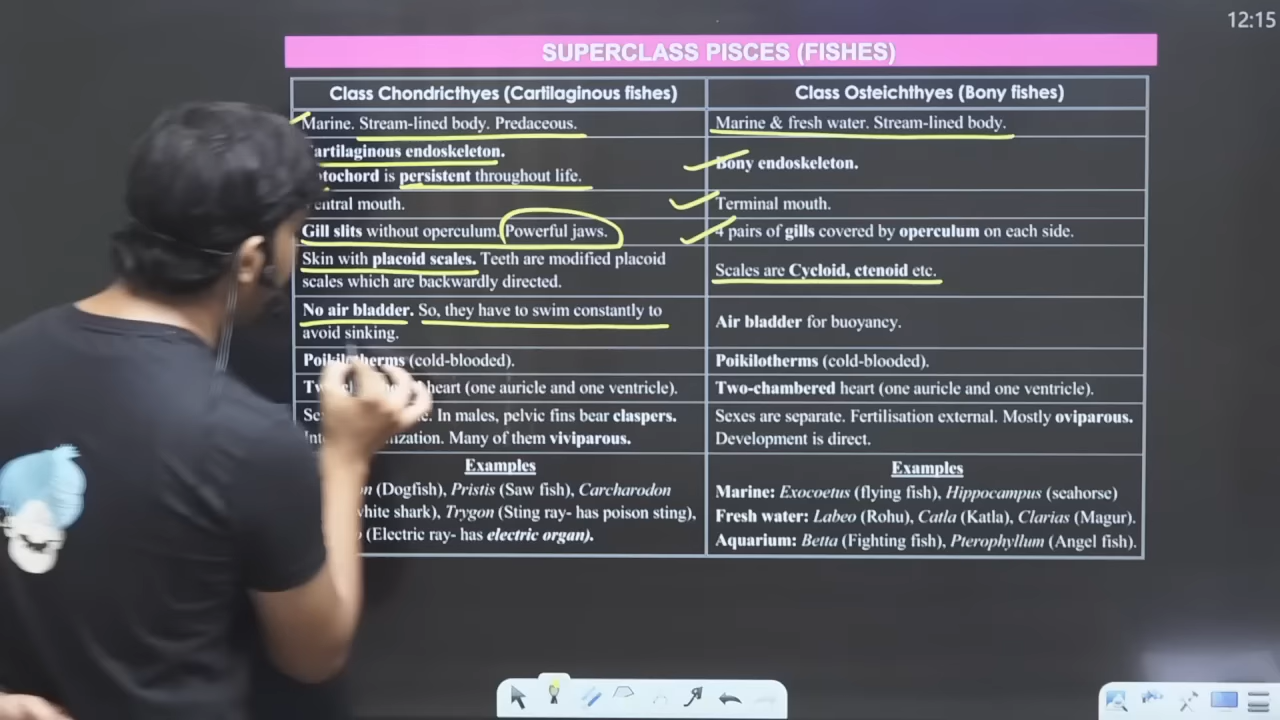 12:15
SUPERCLASS PISCES (FISHES)
Class Chondricthyes (Cartilaginous fishes)
Marine. Stream-lined body. Predaceous.
artilaginous endoskeleton.
tochord is persistent throughout life.
entral mouth.
Gill slits without operculum. Powerful jaws.
Skin with placoid scales. Teeth are modified placoid
scales which are backwardly directed.
No air bladder. So, they have to swim constantly to
avoid sinking.
Poikilotherms (cold-blooded).
heart (one auricle and one ventricle).
In males, pelvic fins bear claspers.
Many of them viviparous.
Examples
(Dogfish), Pristis (Saw fish), Carcharodon
white shark), Trygon (Sting ray- has poison sting),
(Electric ray- has electric organ).
Class Osteichthyes (Bony fishes)
Marine & fresh water. Stream-lined body.
Bony endoskeleton.
Terminal mouth.
4 pairs of gills covered by operculum on each side.
Scales are Cycloid, ctenoid etc.
Air bladder for buoyancy.
Poikilotherms (cold-blooded).
Two-chambered heart (one auricle and one ventricle).
Sexes are separate. Fertilisation external. Mostly oviparous.
Development is direct.
Examples
Marine: Exocoetus (flying fish), Hippocampus (seahorse)
Fresh water: Labeo (Rohu), Catla (Katla), Clarias (Magur).
Aquarium: Betta (Fighting fish), Pterophyllum (Angel fish).